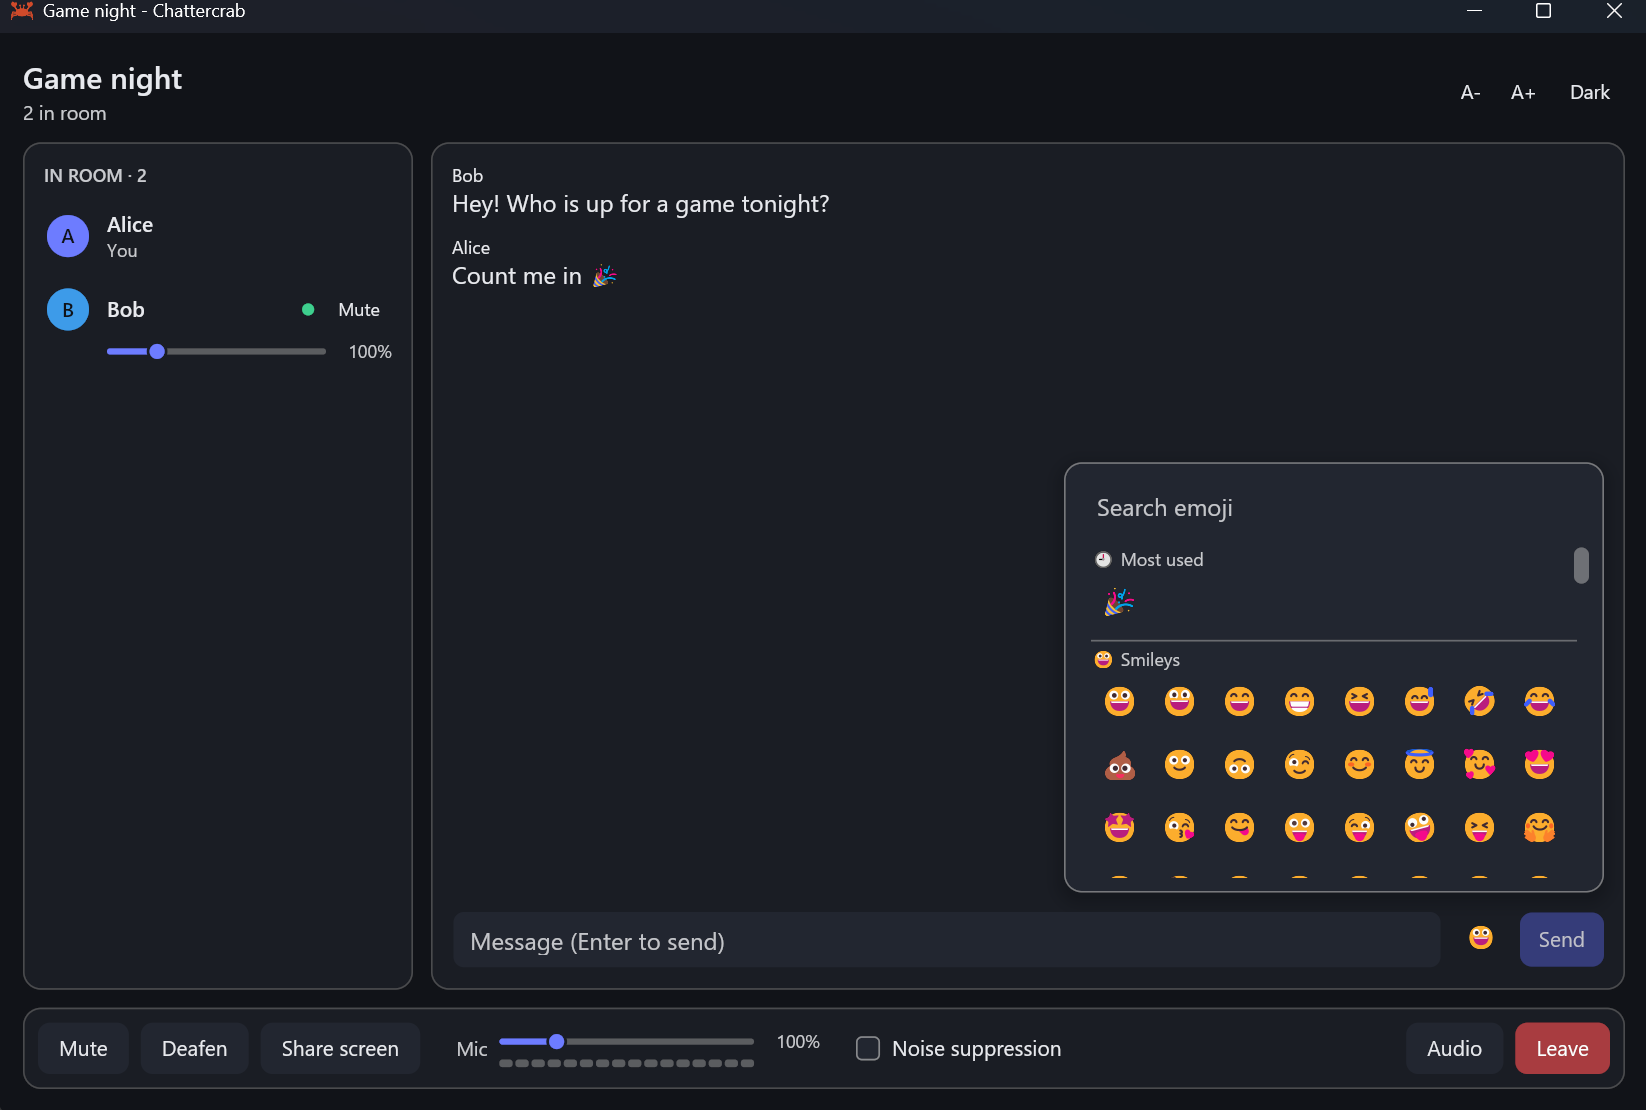 Game night - Chattercrab
Game night
2 in room
A-
A+
Dark
IN ROOM · 2
A
Alice
You
B
Bob
Mute
100%
Bob
Hey! Who is up for a game tonight?
Alice
Count me in 🎉
Search emoji
Most used
Smileys
Message (Enter to send)
Send
Mute
Deafen
Share screen
Mic
100%
Noise suppression
Audio
Leave